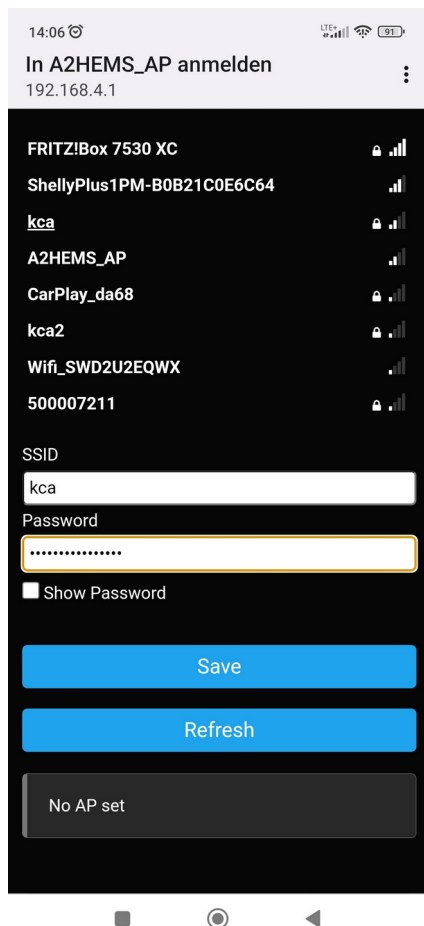 14:06
LTE+
91
In A2HEMS_AP anmelden
192.168.4.1
FRITZ!Box 7530 XC
ShellyPlus1PM-B0B21C0E6C64
kca
A2HEMS_AP
CarPlay_da68
kca2
Wifi_SWD2U2EQWX
500007211
SSID
kca
Password
••••••••••••••••
Show Password
Save
Refresh
No AP set